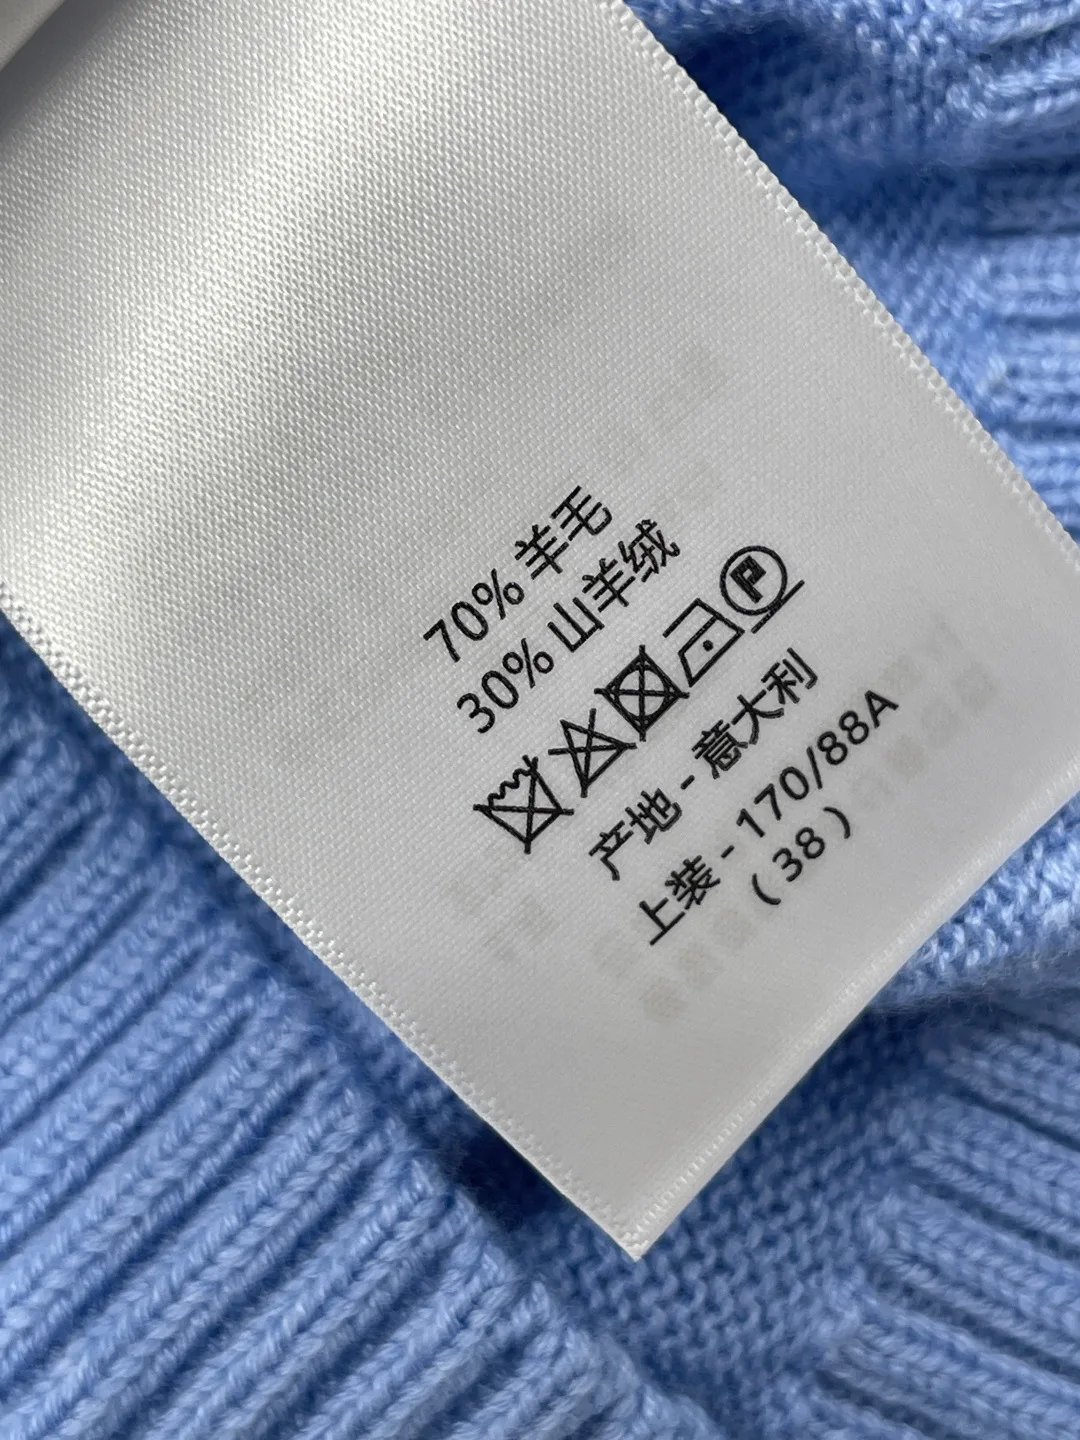 70% 羊毛
30% 山羊绒
P
产地 - 意大利
上装 - 170/88A
( 38 )